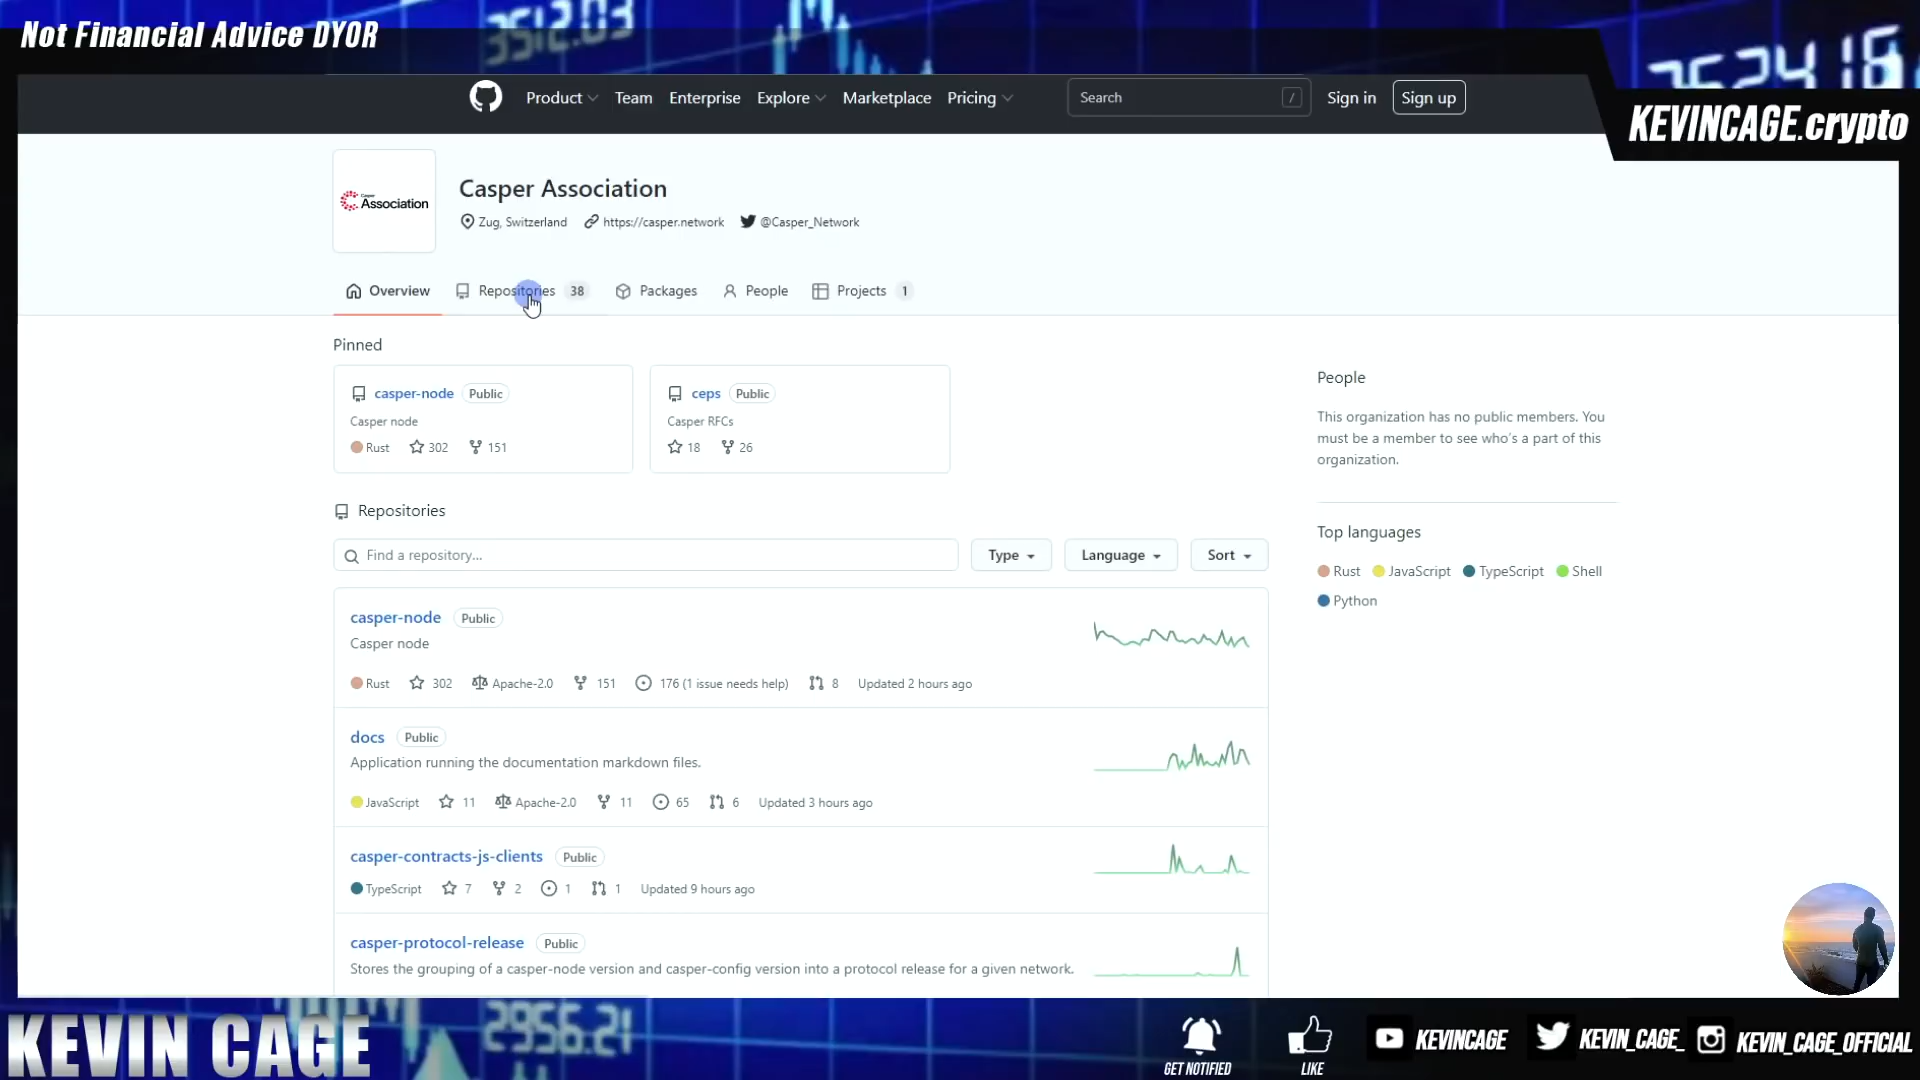 Not Financial Advice DYOR
3512.03
3524.16
Product Team Enterprise Explore Marketplace Pricing Search / Sign in Sign up
KEVINCAGE.crypto
Casper
Association
Casper Association
Zug, Switzerland https://casper.network @Casper_Network
Overview Repositories 38 Packages People Projects 1
Pinned
casper-node Public
Casper node
Rust 302 151
ceps Public
Casper RFCs
18 26
People
This organization has no public members. You
must be a member to see who's a part of this
organization.
Repositories
Find a repository... Type Language Sort
Top languages
Rust JavaScript TypeScript Shell
Python
casper-node Public
Casper node
Rust 302 Apache-2.0 151 176 (1 issue needs help) 8 Updated 2 hours ago
docs Public
Application running the documentation markdown files.
JavaScript 11 Apache-2.0 11 65 6 Updated 3 hours ago
casper-contracts-js-clients Public
TypeScript 7 2 1 1 Updated 9 hours ago
casper-protocol-release Public
Stores the grouping of a casper-node version and casper-config version into a protocol release for a given network.
KEVIN CAGE
2956.21
GET NOTIFIED
LIKE
KEVINCAGE
KEVIN_CAGE_
KEVIN_CAGE_OFFICIAL